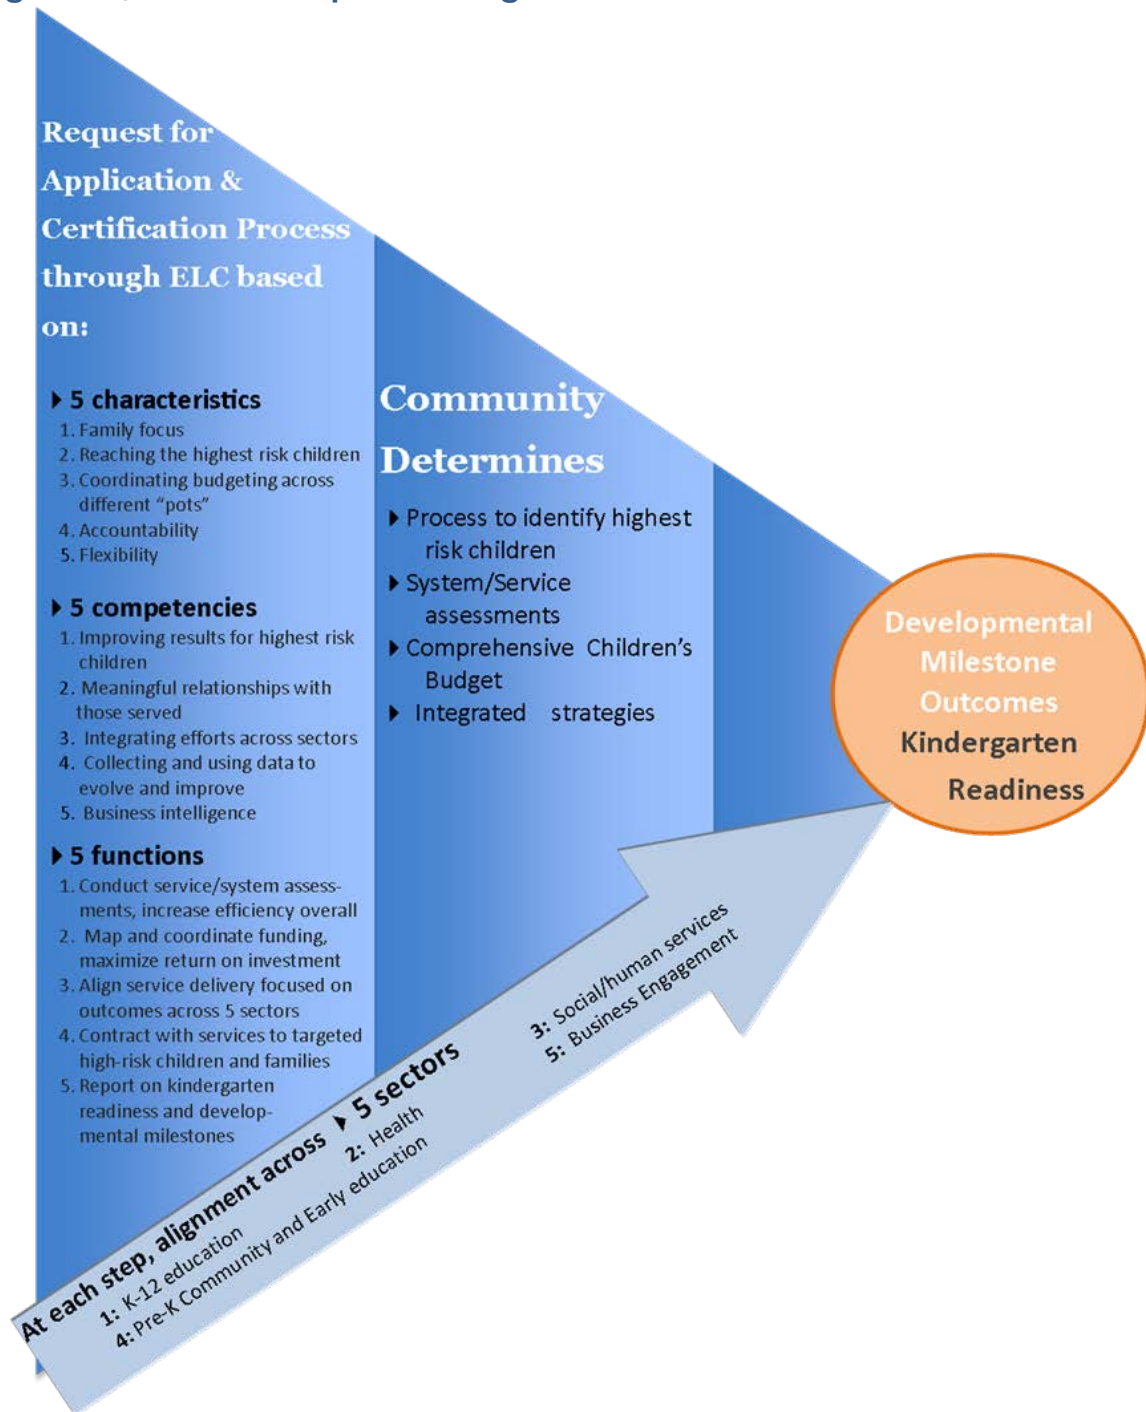 Request for
Application &
Certification Process
through ELC based
on:
5 characteristics
1. Family focus
2. Reaching the highest risk children
3. Coordinating budgeting across
different “pots”
4. Accountability
5. Flexibility
5 competencies
1. Improving results for highest risk
children
2. Meaningful relationships with
those served
3. Integrating efforts across sectors
4. Collecting and using data to
evolve and improve
5. Business intelligence
5 functions
1. Conduct service/system assess-
ments, increase efficiency overall
2. Map and coordinate funding,
maximize return on investment
3. Align service delivery focused on
outcomes across 5 sectors
4. Contract with services to targeted
high-risk children and families
5. Report on kindergarten
readiness and develop-
mental milestones
Community
Determines
Process to identify highest
risk children
System/Service
assessments
Comprehensive Children’s
Budget
Integrated strategies
Developmental
Milestone
Outcomes
Kindergarten
Readiness
At each step, alignment across 5 sectors
1: K-12 education 2: Health 3: Social/human services
4: Pre-K Community and Early education 5: Business Engagement